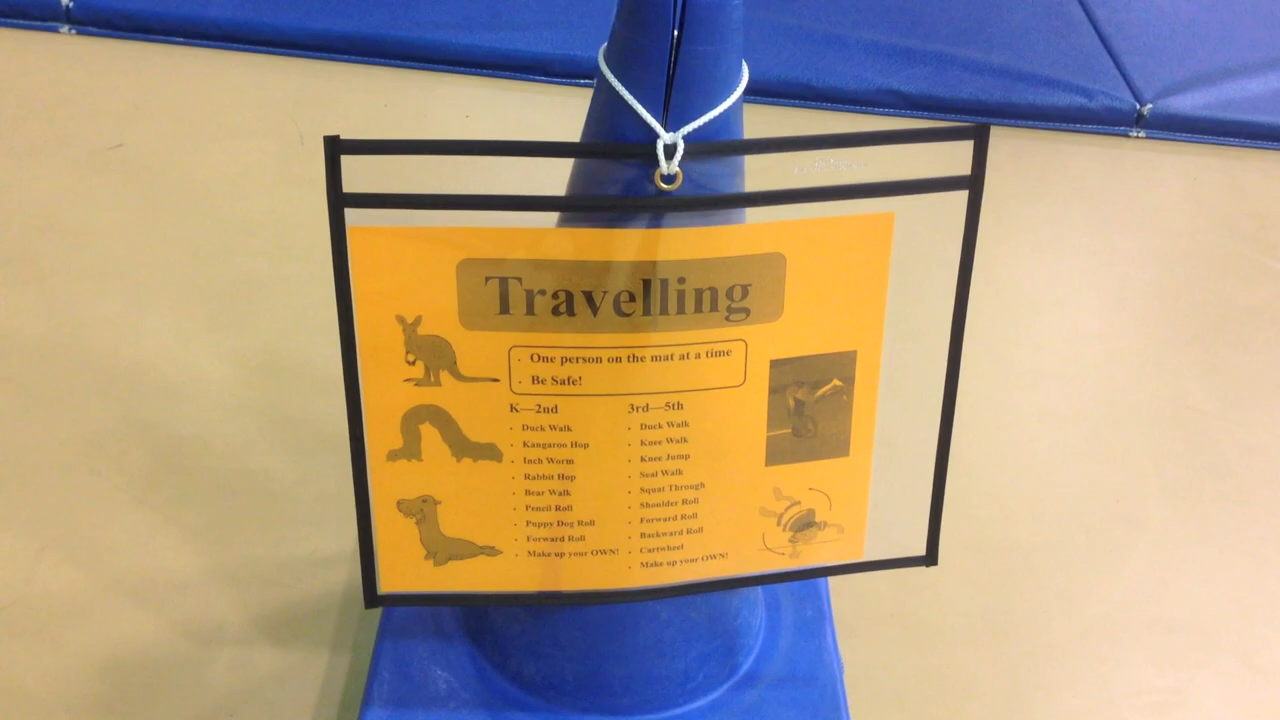 Travelling
• One person on the mat at a time
• Be Safe!
K—2nd
• Duck Walk
• Kangaroo Hop
• Inch Worm
• Rabbit Hop
• Bear Walk
• Pencil Roll
• Puppy Dog Roll
• Forward Roll
• Make up your OWN!
3rd—5th
• Duck Walk
• Knee Walk
• Knee Jump
• Seal Walk
• Squat Through
• Shoulder Roll
• Forward Roll
• Backward Roll
• Cartwheel
• Make up your OWN!